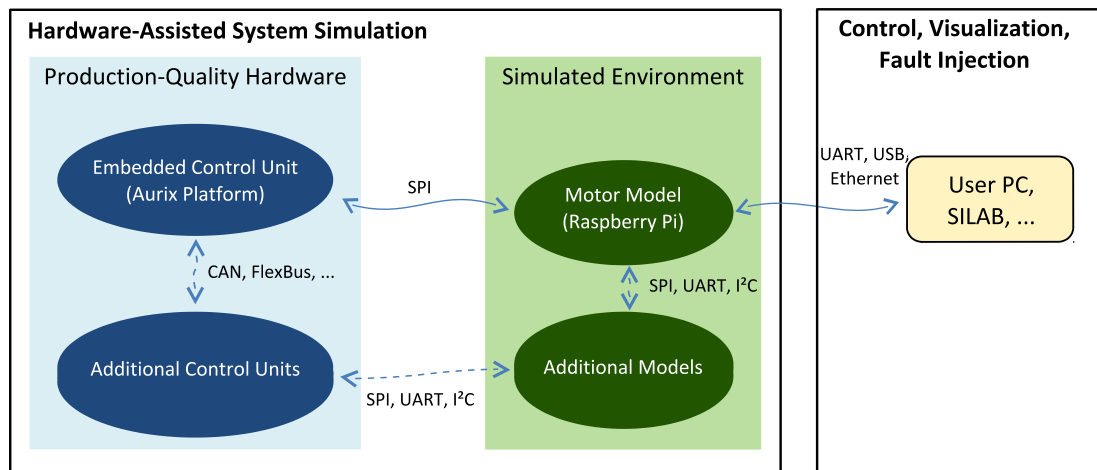 Hardware-Assisted System Simulation
Production-Quality Hardware
Embedded Control Unit
(Aurix Platform)
CAN, FlexBus, ...
Additional Control Units
SPI
SPI, UART, I²C
Simulated Environment
Motor Model
(Raspberry Pi)
SPI, UART, I²C
Additional Models
Control, Visualization,
Fault Injection
UART, USB,
Ethernet
User PC,
SILAB, ...